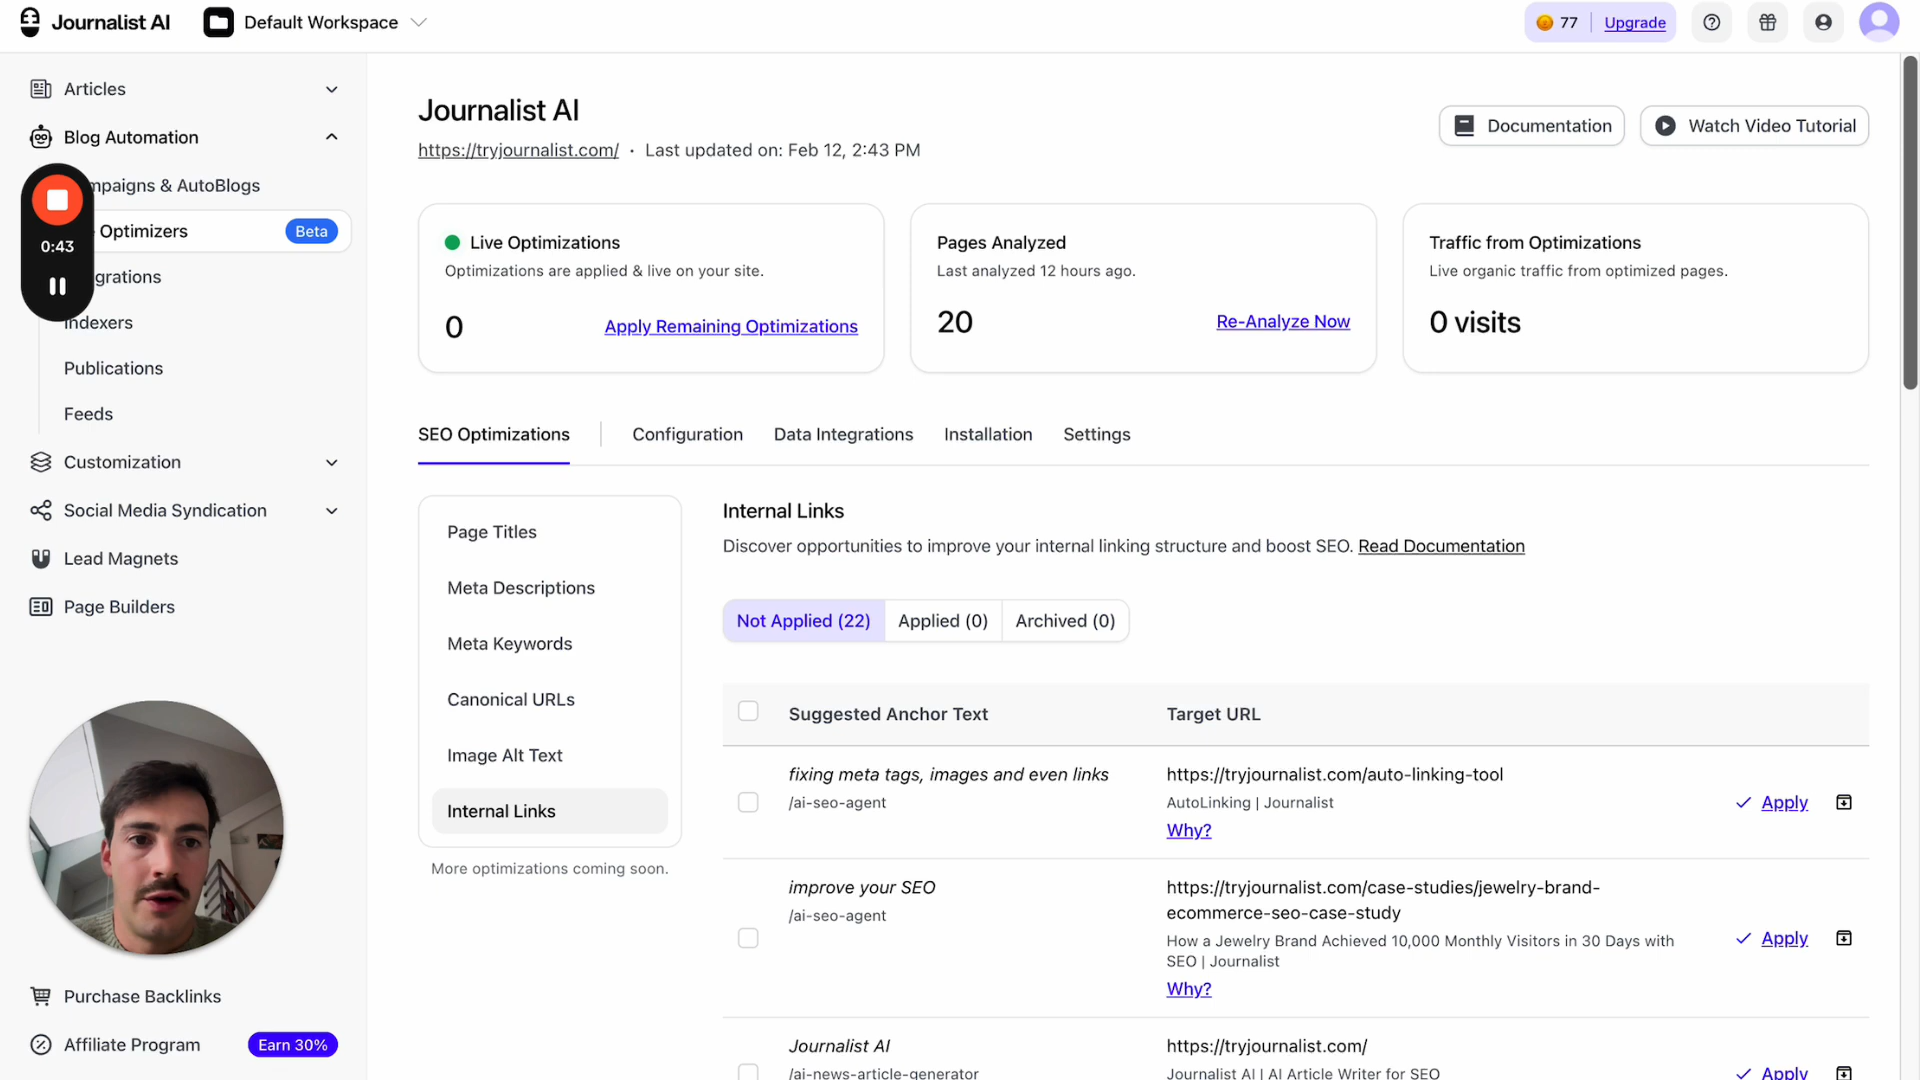 Journalist AI
Default Workspace
77
Upgrade
Articles
Blog Automation
mpaigns & AutoBlogs
Optimizers
Beta
0:43
grations
Indexers
Publications
Feeds
Customization
Social Media Syndication
Lead Magnets
Page Builders
Purchase Backlinks
Affiliate Program
Earn 30%
Journalist AI
https://tryjournalist.com/ · Last updated on: Feb 12, 2:43 PM
Documentation
Watch Video Tutorial
Live Optimizations
Optimizations are applied & live on your site.
0
Apply Remaining Optimizations
Pages Analyzed
Last analyzed 12 hours ago.
20
Re-Analyze Now
Traffic from Optimizations
Live organic traffic from optimized pages.
0 visits
SEO Optimizations
Configuration
Data Integrations
Installation
Settings
Page Titles
Meta Descriptions
Meta Keywords
Canonical URLs
Image Alt Text
Internal Links
More optimizations coming soon.
Internal Links
Discover opportunities to improve your internal linking structure and boost SEO. Read Documentation
Not Applied (22)
Applied (0)
Archived (0)
Suggested Anchor Text
Target URL
fixing meta tags, images and even links
/ai-seo-agent
https://tryjournalist.com/auto-linking-tool
AutoLinking | Journalist
Why?
Apply
improve your SEO
/ai-seo-agent
https://tryjournalist.com/case-studies/jewelry-brand-
ecommerce-seo-case-study
How a Jewelry Brand Achieved 10,000 Monthly Visitors in 30 Days with
SEO | Journalist
Why?
Apply
Journalist AI
/ai-news-article-generator
https://tryjournalist.com/
Journalist AI | AI Article Writer for SEO
Apply